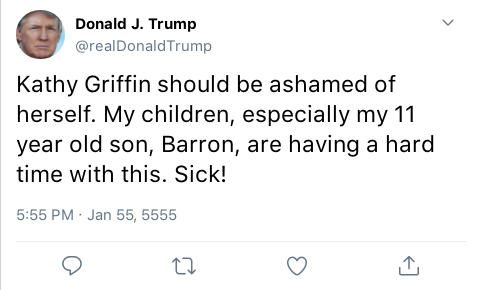 Donald J. Trump
@realDonaldTrump
Kathy Griffin should be ashamed of
herself. My children, especially my 11
year old son, Barron, are having a hard
time with this. Sick!
5:55 PM · Jan 55, 5555